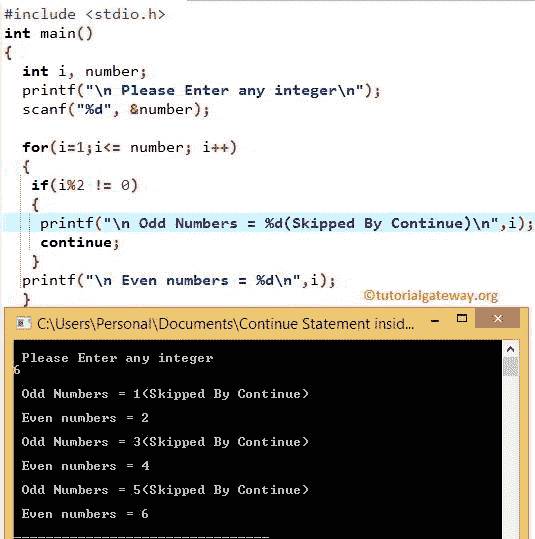 #include <stdio.h>
int main()
{
int i, number;
printf("\n Please Enter any integer\n");
scanf("%d", &number);
for(i=1;i<= number; i++)
{
if(i%2 != 0)
{
printf("\n Odd Numbers = %d(Skipped By Continue)\n",i);
continue;
}
printf("\n Even numbers = %d\n",i);
}
©tutorialgateway.org
C:\Users\Personal\Documents\Continue Statement insid...
Please Enter any integer
6
Odd Numbers = 1(Skipped By Continue)
Even numbers = 2
Odd Numbers = 3(Skipped By Continue)
Even numbers = 4
Odd Numbers = 5(Skipped By Continue)
Even numbers = 6
--------------------------------